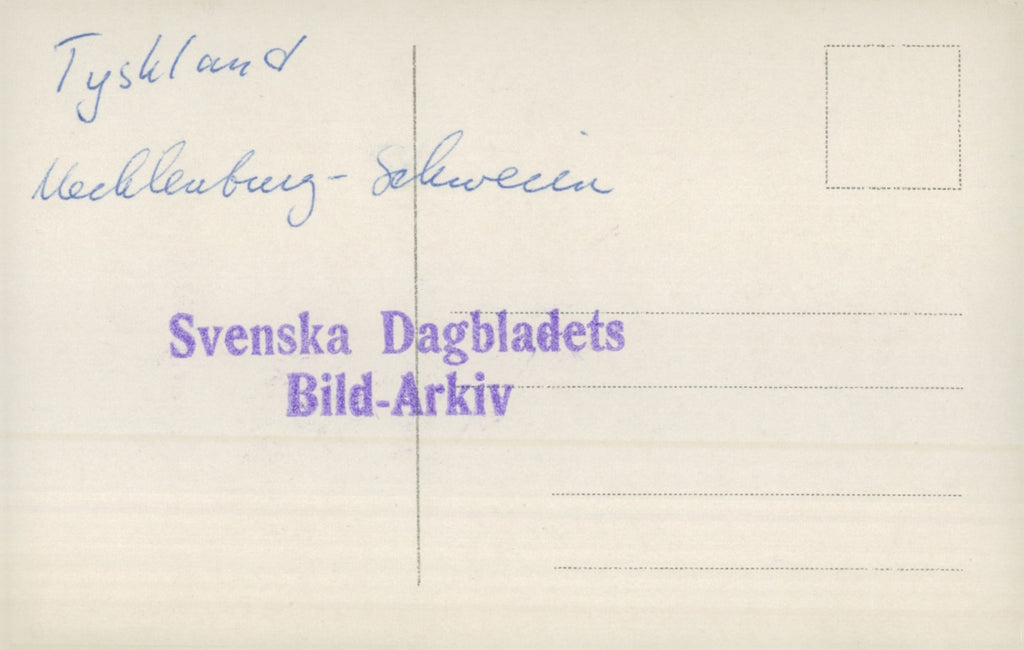 Tyskland
Mecklenburg - Schwerin
Svenska Dagbladets
Bild-Arkiv